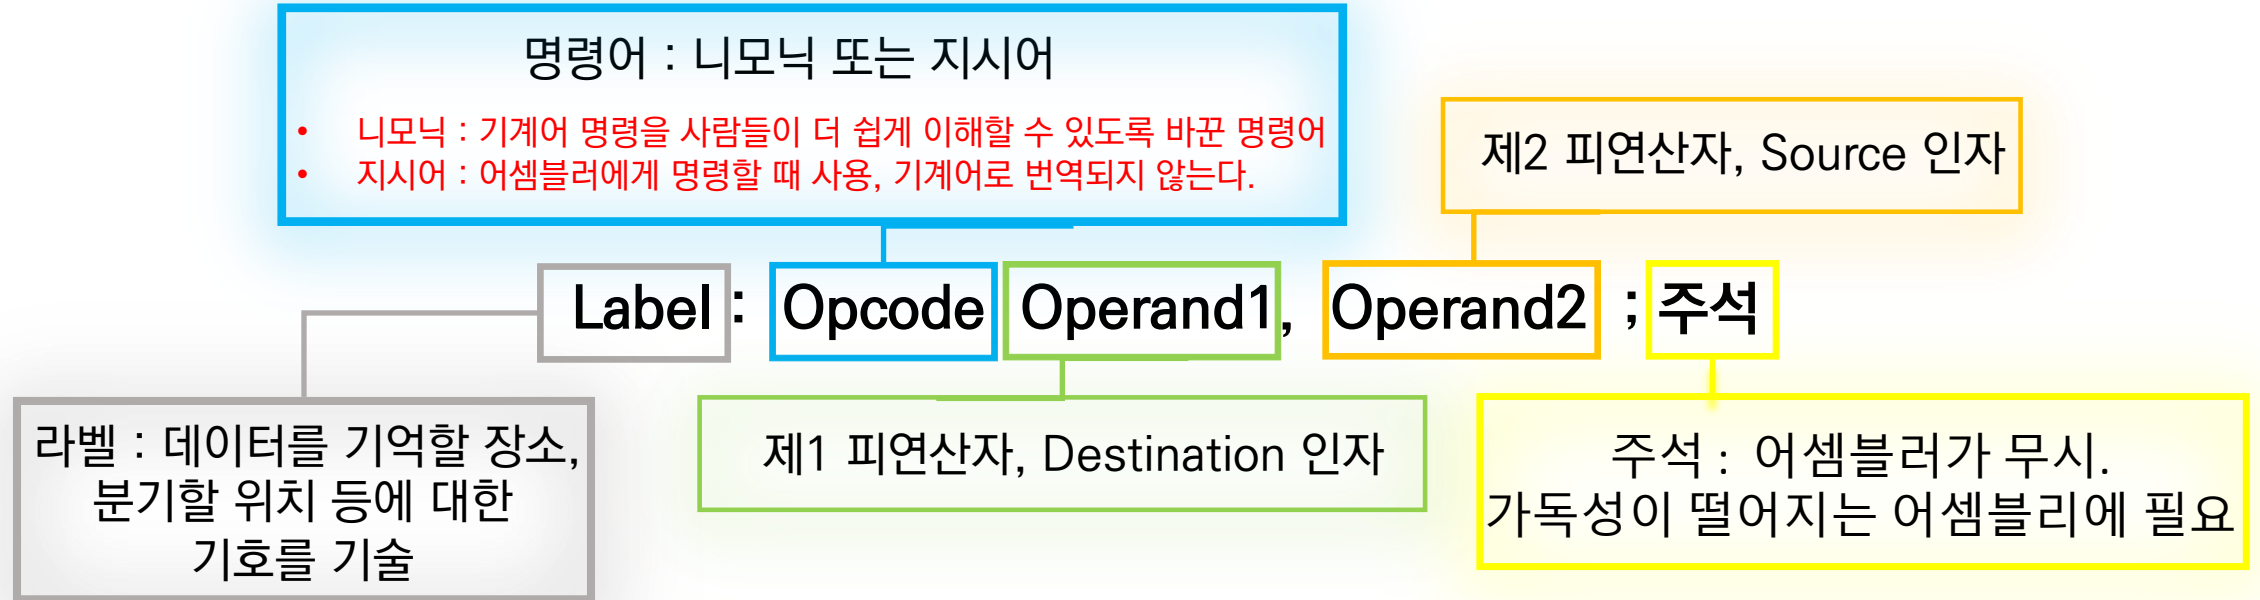 명령어 : 니모닉 또는 지시어
• 니모닉 : 기계어 명령을 사람들이 더 쉽게 이해할 수 있도록 바꾼 명령어
• 지시어 : 어셈블러에게 명령할 때 사용, 기계어로 번역되지 않는다.
제2 피연산자, Source 인자
Label : Opcode Operand1, Operand2 ; 주석
라벨 : 데이터를 기억할 장소,
분기할 위치 등에 대한
기호를 기술
제1 피연산자, Destination 인자
주석 : 어셈블러가 무시.
가독성이 떨어지는 어셈블리에 필요